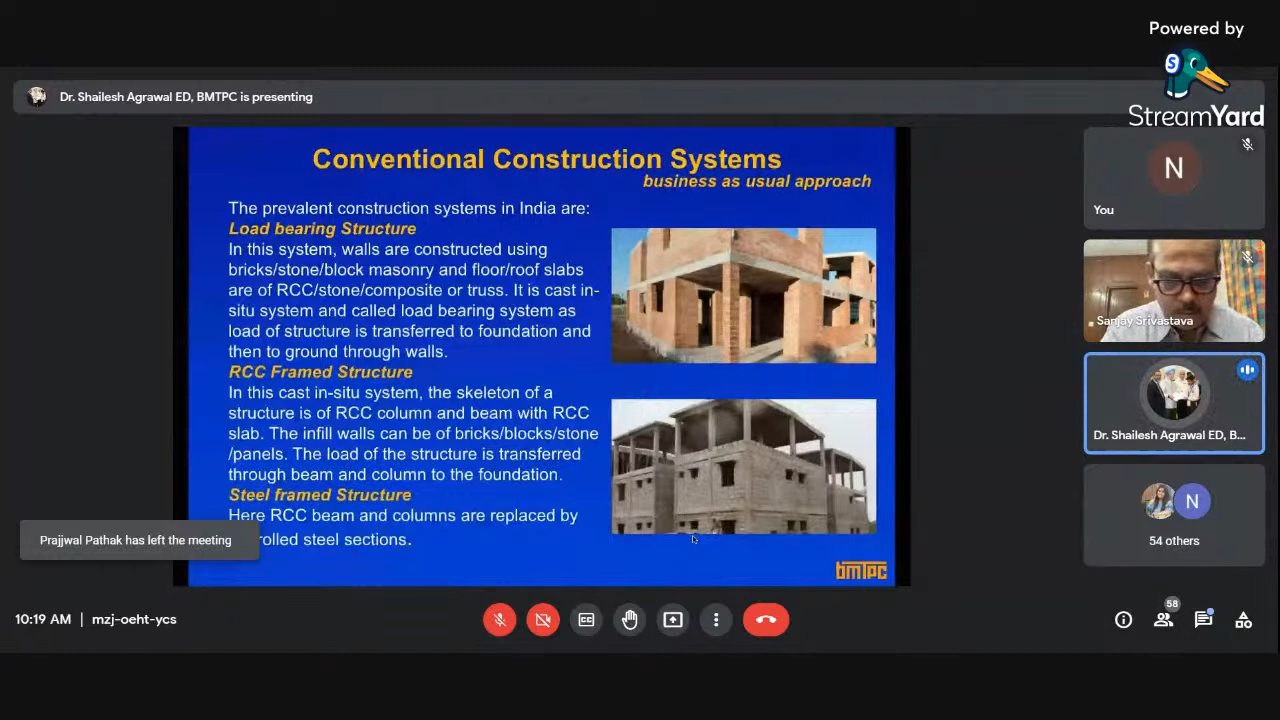 Powered by
StreamYard
Dr. Shailesh Agrawal ED, BMTPC is presenting
Conventional Construction Systems
business as usual approach
The prevalent construction systems in India are:
Load bearing Structure
In this system, walls are constructed using
bricks/stone/block masonry and floor/roof slabs
are of RCC/stone/composite or truss. It is cast in-
situ system and called load bearing system as
load of structure is transferred to foundation and
then to ground through walls.
RCC Framed Structure
In this cast in-situ system, the skeleton of a
structure is of RCC column and beam with RCC
slab. The infill walls can be of bricks/blocks/stone
/panels. The load of the structure is transferred
through beam and column to the foundation.
Steel framed Structure
Here RCC beam and columns are replaced by
rolled steel sections.
bmTpc
N
You
Sanjay Srivastava
Dr. Shailesh Agrawal ED, B...
N
54 others
Prajjwal Pathak has left the meeting
10:19 AM | mzj-oeht-ycs
58